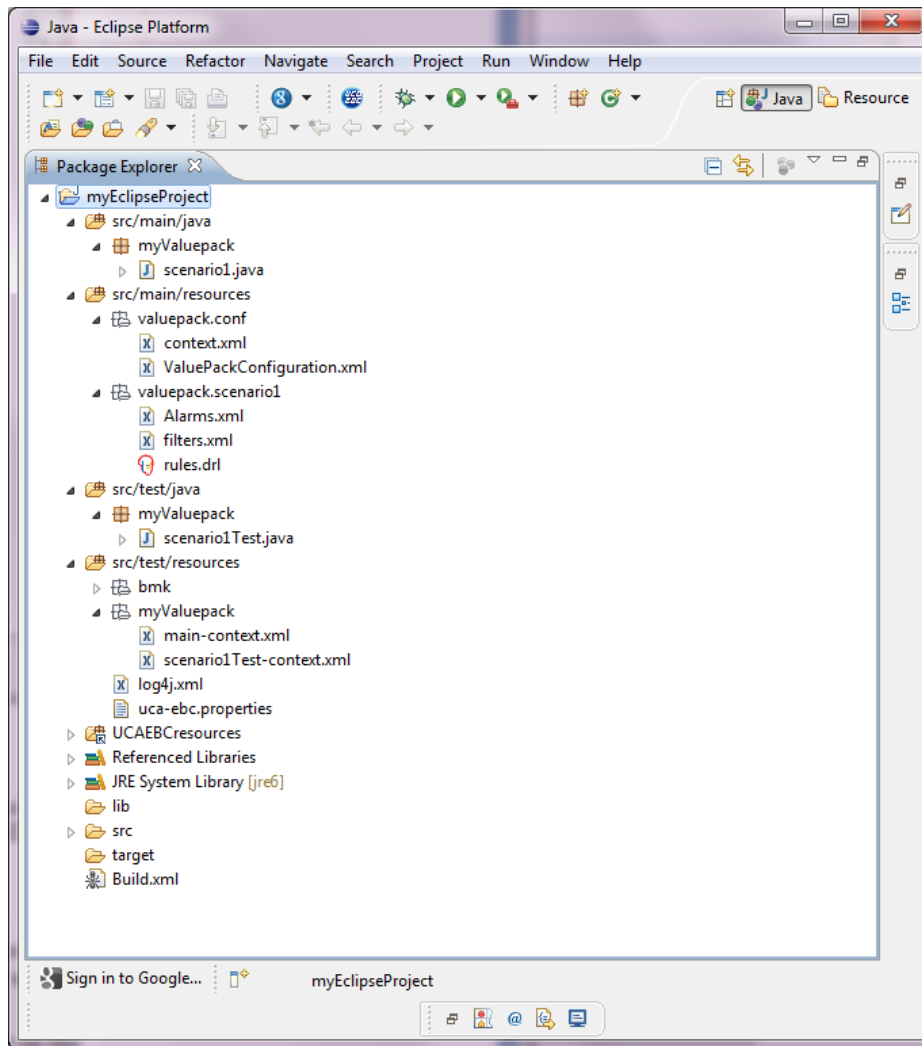 Java - Eclipse Platform
File Edit Source Refactor Navigate Search Project Run Window Help
Java Resource
Package Explorer
myEclipseProject
src/main/java
myValuepack
scenario1.java
src/main/resources
valuepack.conf
context.xml
ValuePackConfiguration.xml
valuepack.scenario1
Alarms.xml
filters.xml
rules.drl
src/test/java
myValuepack
scenario1Test.java
src/test/resources
bmk
myValuepack
main-context.xml
scenario1Test-context.xml
log4j.xml
uca-ebc.properties
UCAEBCresources
Referenced Libraries
JRE System Library [jre6]
lib
src
target
Build.xml
Sign in to Google... myEclipseProject